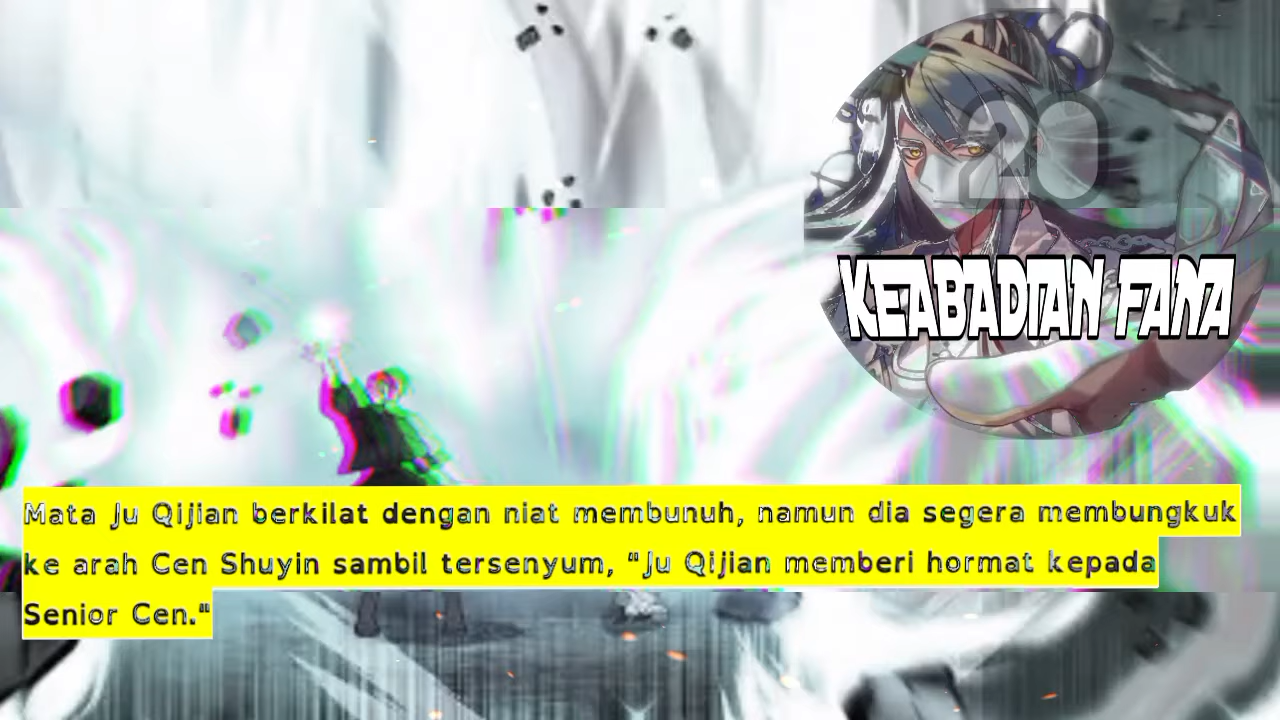 20
KEABADIAN FANA
Mata Ju Qijian berkilat dengan niat membunuh, namun dia segera membungkuk
ke arah Cen Shuyin sambil tersenyum, "Ju Qijian memberi hormat kepada
Senior Cen."